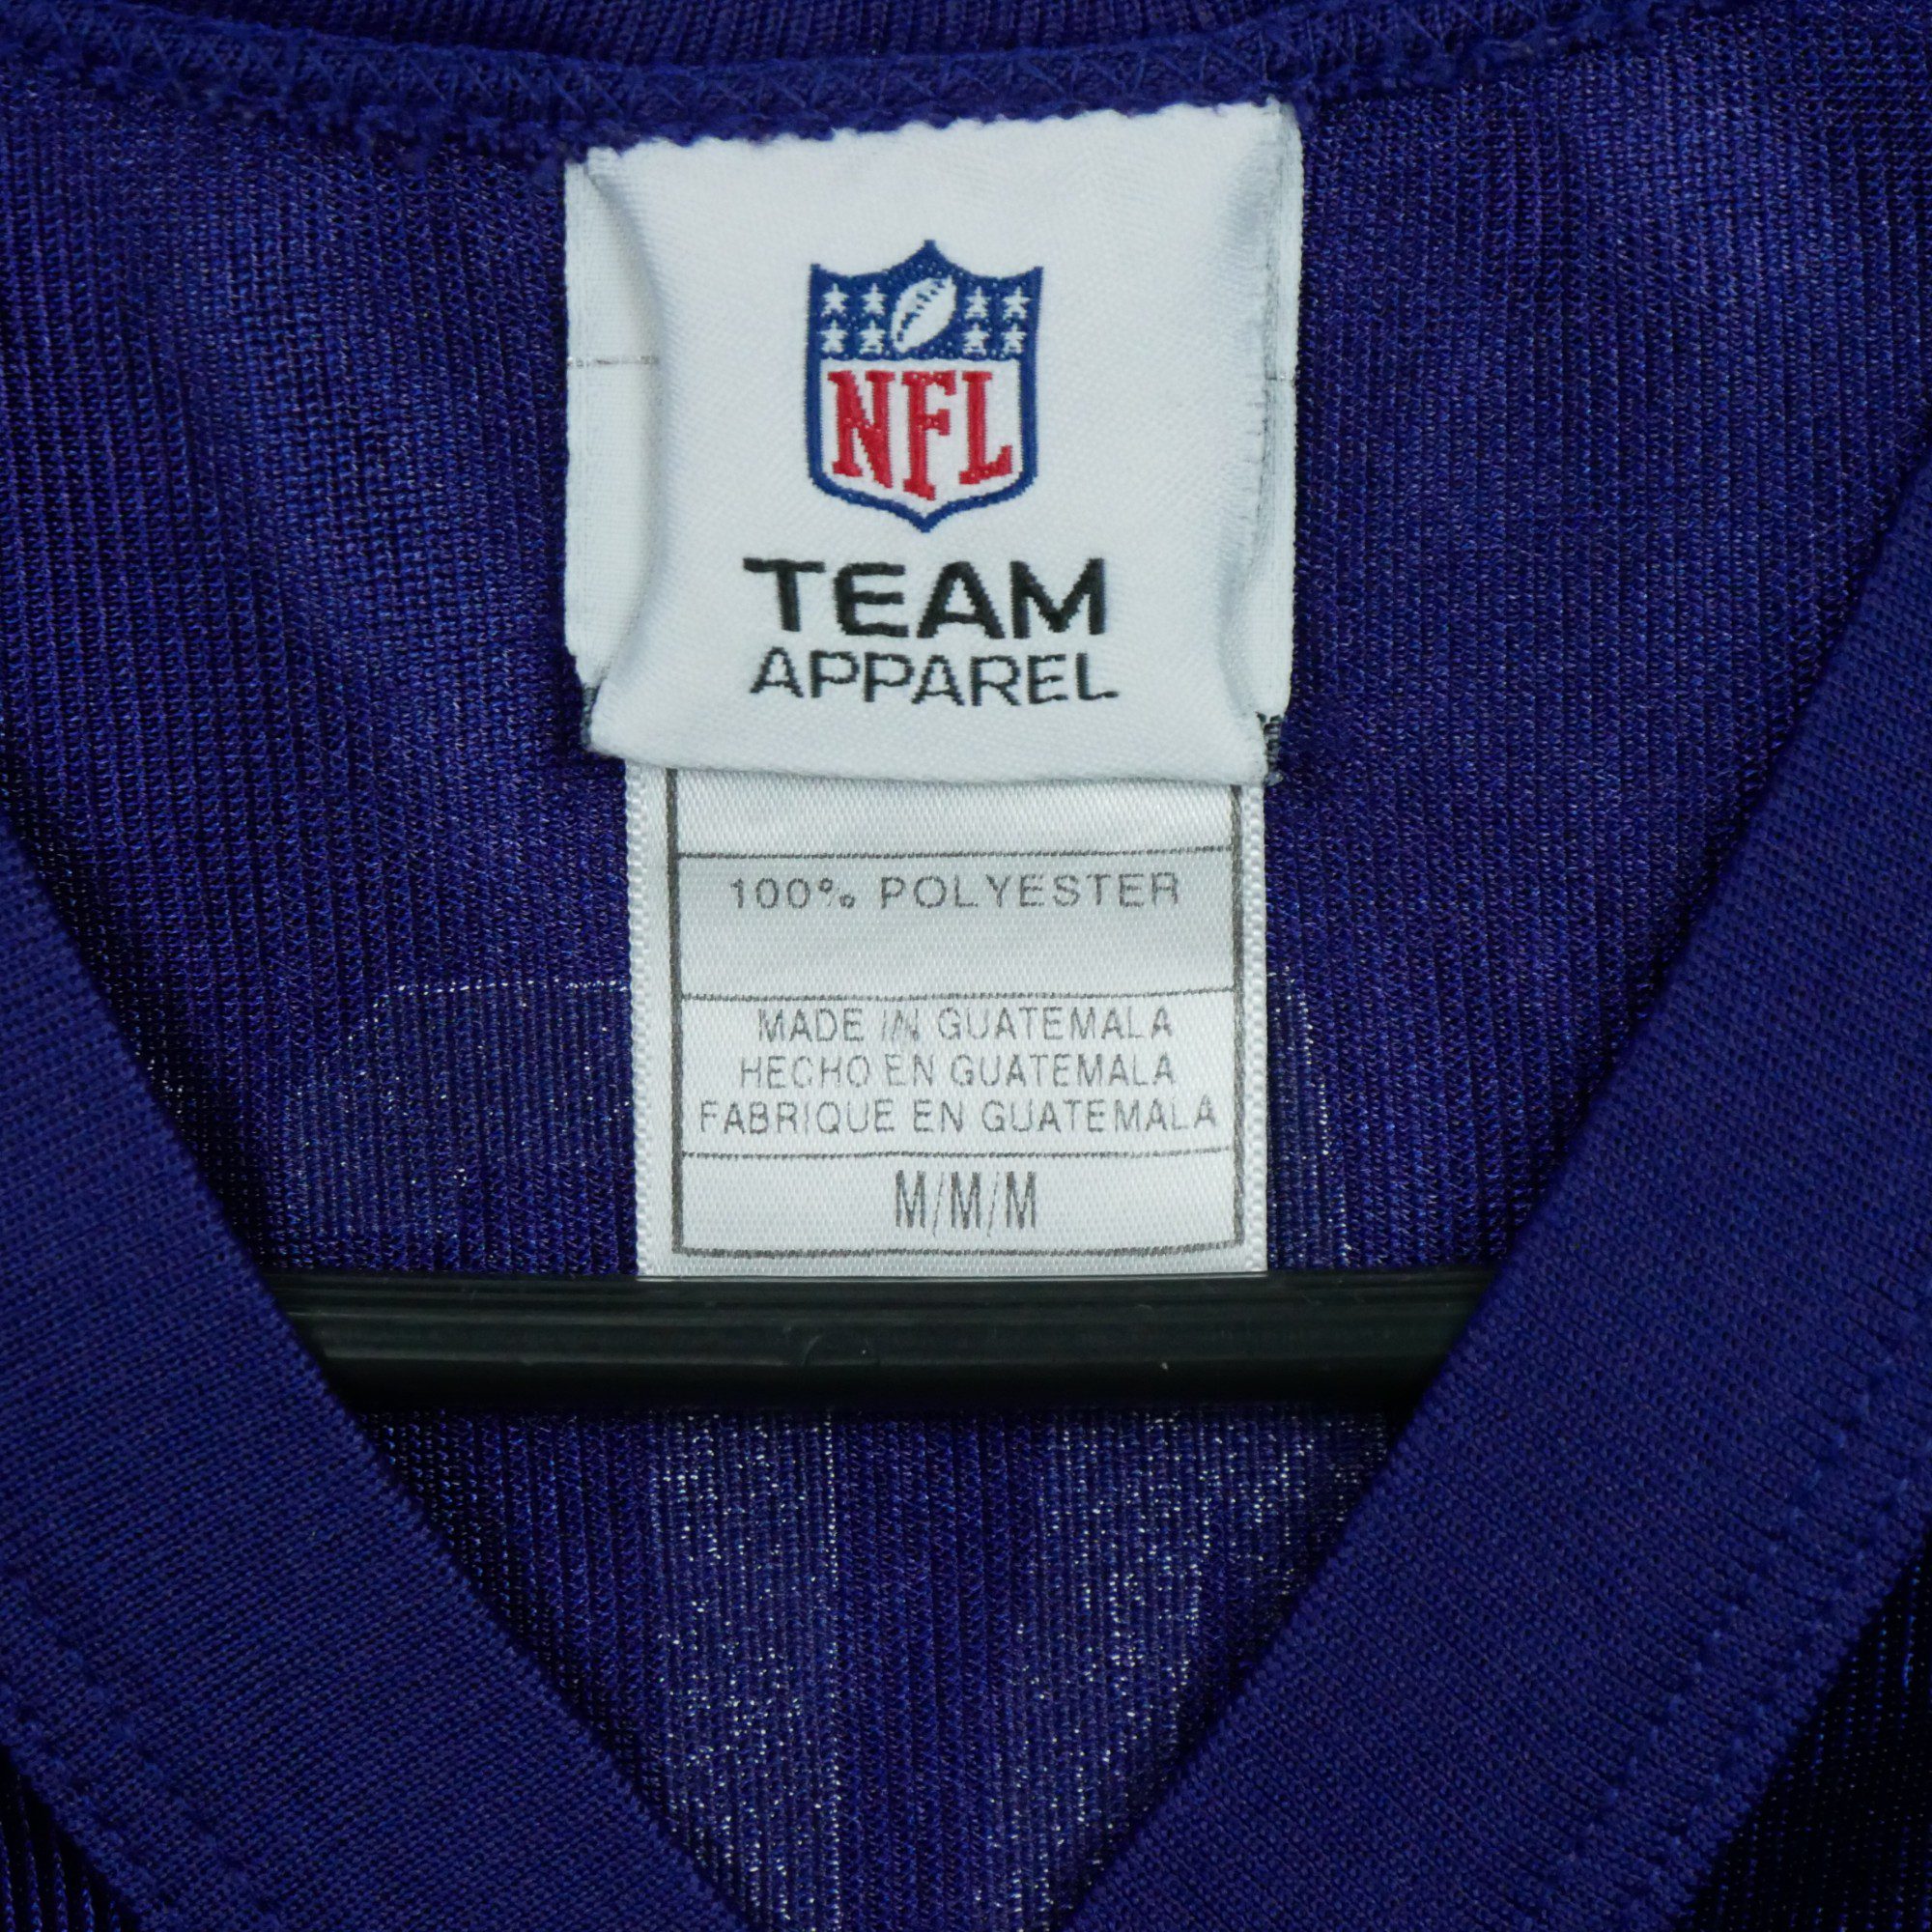 NFL
TEAM
APPAREL
100% POLYESTER
MADE IN GUATEMALA
HECHO EN GUATEMALA
FABRIQUE EN GUATEMALA
M/M/M